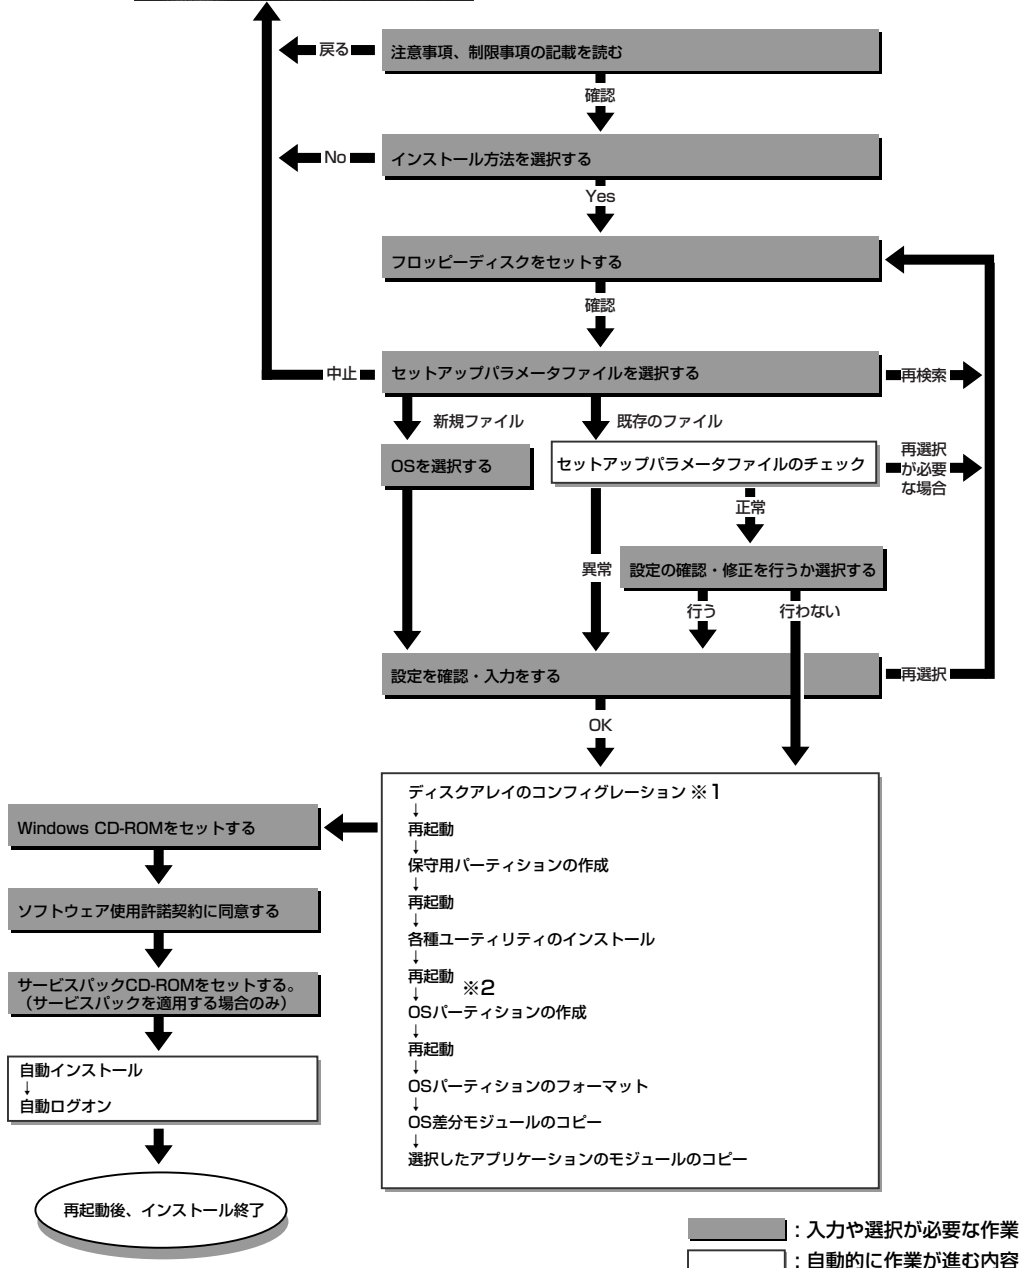 戻る
注意事項、制限事項の記載を読む
確認
No
インストール方法を選択する
Yes
フロッピーディスクをセットする
確認
中止
セットアップパラメータファイルを選択する
再検索
新規ファイル
既存のファイル
OSを選択する
セットアップパラメータファイルのチェック
再選択
が必要
な場合
正常
異常
設定の確認・修正を行うか選択する
行う
行わない
設定を確認・入力をする
再選択
OK
ディスクアレイのコンフィグレーション ※1
↓
再起動
↓
保守用パーティションの作成
↓
再起動
↓
各種ユーティリティのインストール
↓
再起動
↓ ※2
OSパーティションの作成
↓
再起動
↓
OSパーティションのフォーマット
↓
OS差分モジュールのコピー
↓
選択したアプリケーションのモジュールのコピー
Windows CD-ROMをセットする
ソフトウェア使用許諾契約に同意する
サービスパックCD-ROMをセットする。
（サービスパックを適用する場合のみ）
自動インストール
↓
自動ログオン
再起動後、インストール終了
：入力や選択が必要な作業
：自動的に作業が進む内容